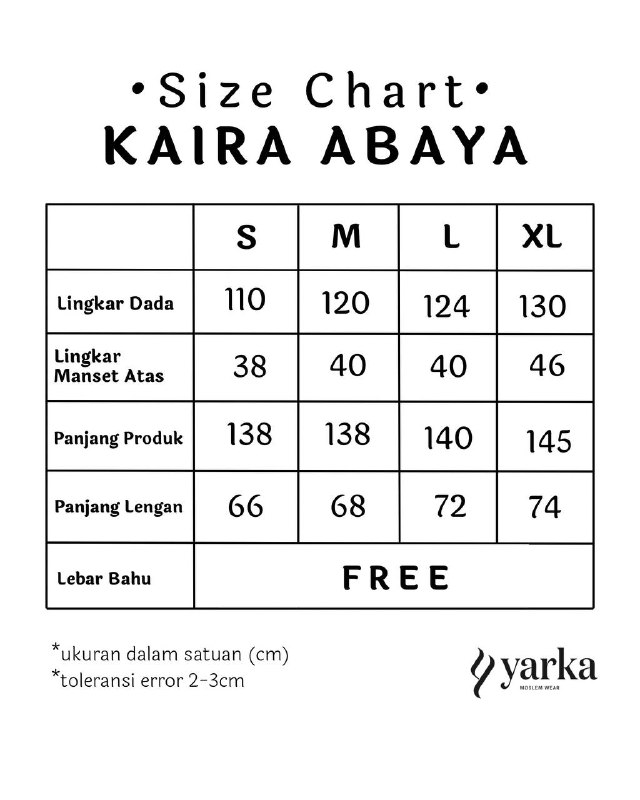 •Size Chart•
KAIRA ABAYA
S M L XL
Lingkar Dada 110 120 124 130
Lingkar
Manset Atas 38 40 40 46
Panjang Produk 138 138 140 145
Panjang Lengan 66 68 72 74
Lebar Bahu FREE
*ukuran dalam satuan (cm)
*toleransi error 2-3cm
yarka
MOSLEM WEAR